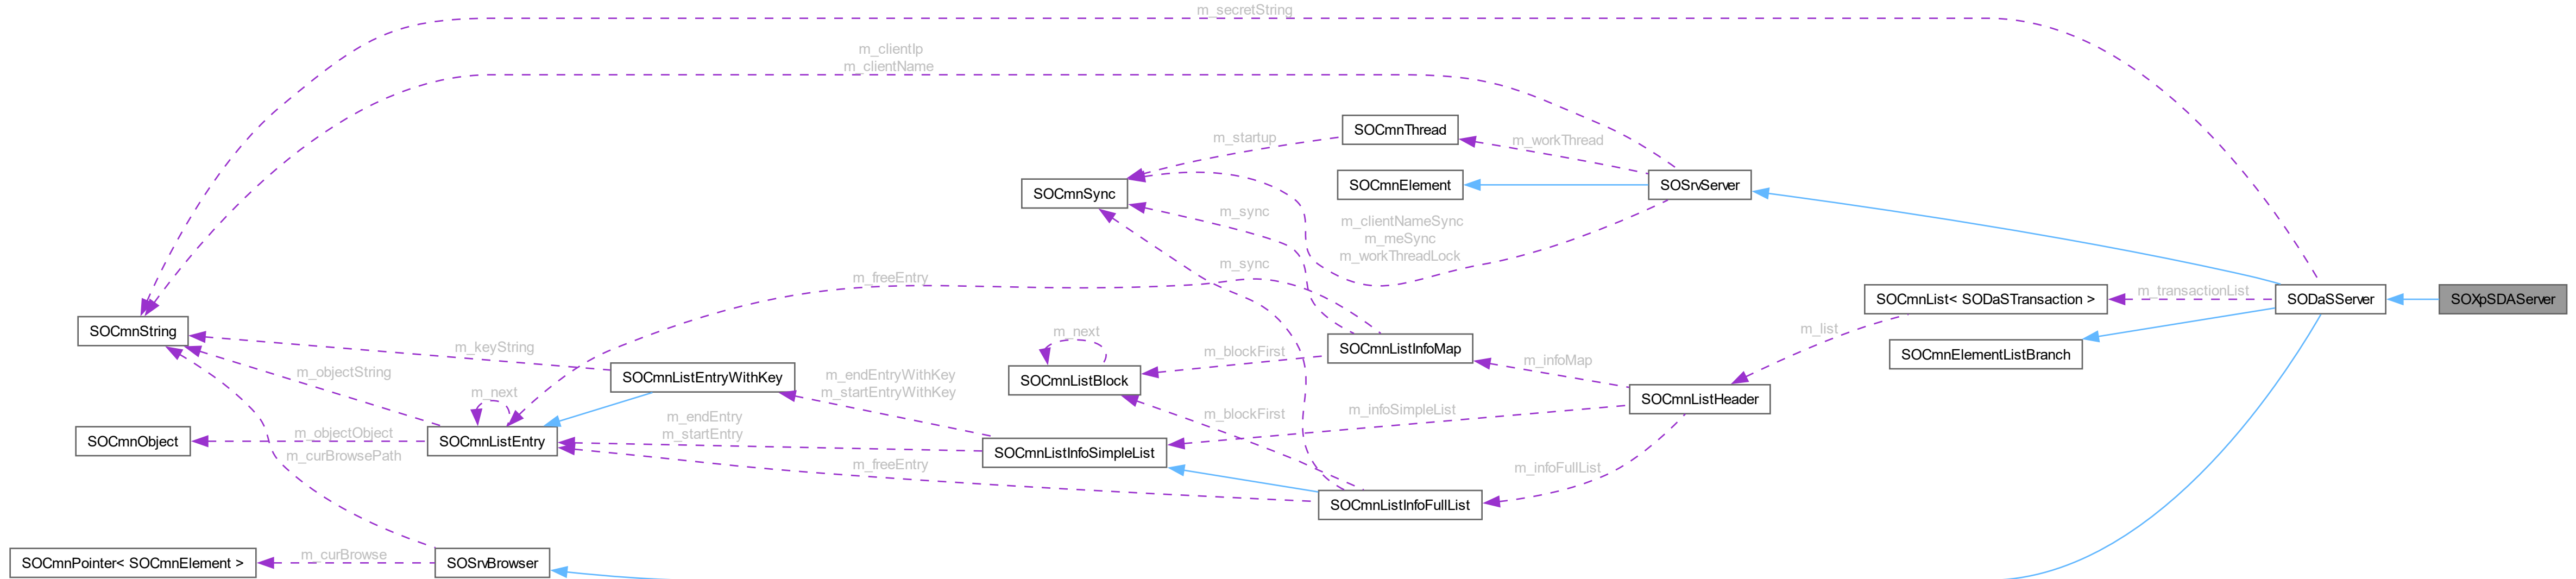 m_secretString
m_clientIp
m_clientName
SOCmnThread
m_startup
m_workThread
SOCmnElement
SOSrvServer
SOCmnSync
m_sync
m_clientNameSync
m_meSync
m_workThreadLock
m_freeEntry
m_sync
m_transactionList
SOCmnList< SODaSTransaction >
SODaSServer
SOXpSDAServer
SOCmnString
m_list
m_next
m_keyString
m_blockFirst
SOCmnListInfoMap
SOCmnElementListBranch
m_infoMap
m_objectString
SOCmnListEntryWithKey
m_endEntryWithKey
m_startEntryWithKey
SOCmnListBlock
m_next
SOCmnListHeader
m_infoSimpleList
m_blockFirst
m_endEntry
m_startEntry
m_objectObject
SOCmnObject
SOCmnListEntry
m_curBrowsePath
SOCmnListInfoSimpleList
m_freeEntry
m_infoFullList
SOCmnListInfoFullList
m_curBrowse
SOCmnPointer< SOCmnElement >
SOSrvBrowser